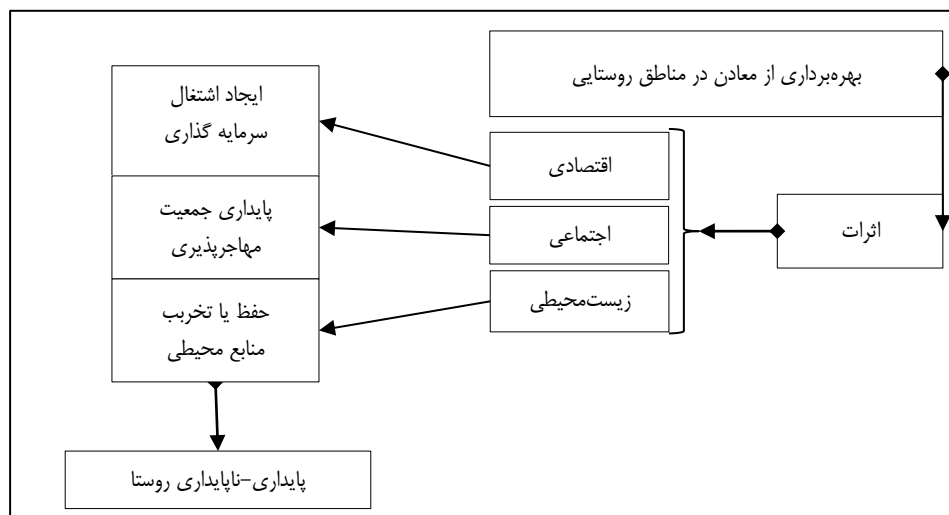 بهره‌برداری از معادن در مناطق روستایی
اثرات
اقتصادی
اجتماعی
زیست‌محیطی
ایجاد اشتغال
سرمایه گذاری
پایداری جمعیت
مهاجرپذیری
حفظ یا تخربب
منابع محیطی
پایداری-ناپایداری روستا